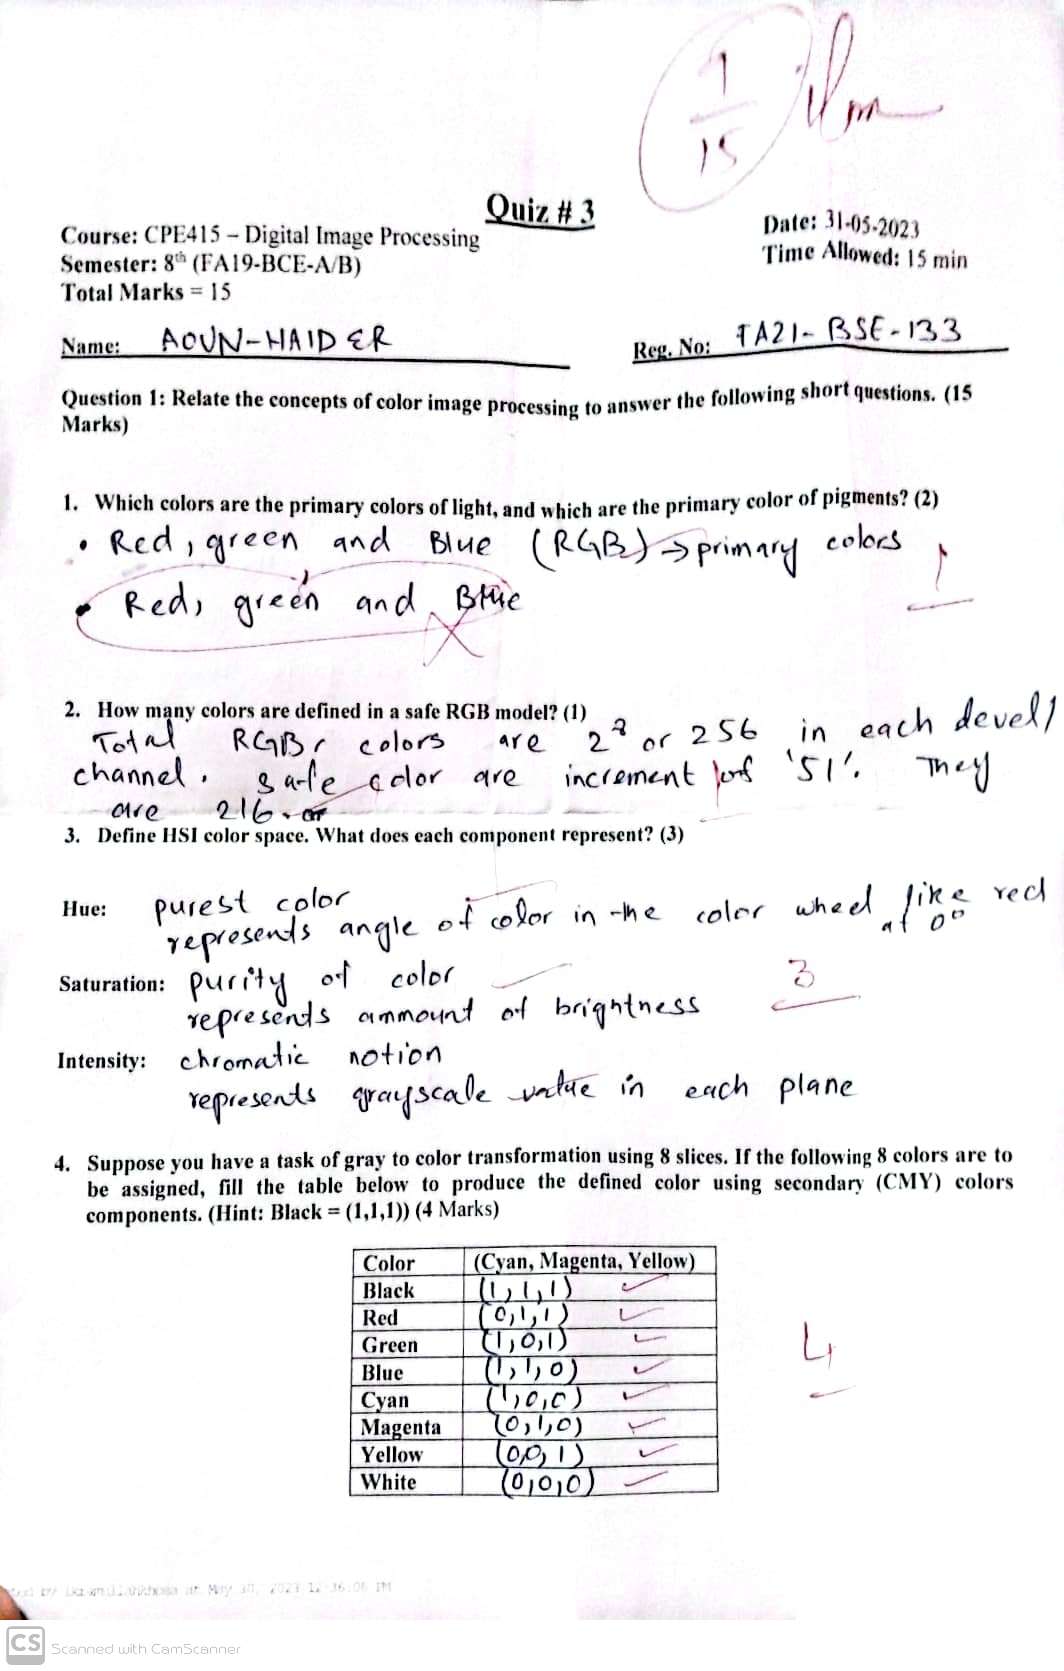 1
15
Quiz # 3
Course: CPE415 – Digital Image Processing
Date: 31-05-2023
Semester: 8th (FA19-BCE-A/B)
Time Allowed: 15 min
Total Marks = 15
Name: AOUN-HAIDER
Reg. No: FA21-BSE-133
Question 1: Relate the concepts of color image processing to answer the following short questions. (15
Marks)
1. Which colors are the primary colors of light, and which are the primary color of pigments? (2)
• Red, green and Blue (RGB) → primary colors
1
• Red, green and Blue
2. How many colors are defined in a safe RGB model? (1)
Total RGB colors are 2⁸ or 256 in each
channel. Safe color are increment of '51'. They
are 216.
3. Define HSI color space. What does each component represent? (3)
Hue: purest color
represents angle of color in the color wheel like red at 0°
Saturation: purity of color
3
represents ammount of brightness
Intensity: chromatic notion
represents grayscale value in each plane
4. Suppose you have a task of gray to color transformation using 8 slices. If the following 8 colors are to
be assigned, fill the table below to produce the defined color using secondary (CMY) colors
components. (Hint: Black = (1,1,1)) (4 Marks)
Color (Cyan, Magenta, Yellow)
Black (1,1,1)
Red (0,1,1)
Green (1,0,1)
4
Blue (1,1,0)
Cyan (1,0,0)
Magenta (0,1,0)
Yellow (0,0,1)
White (0,0,0)
CS Scanned with CamScanner